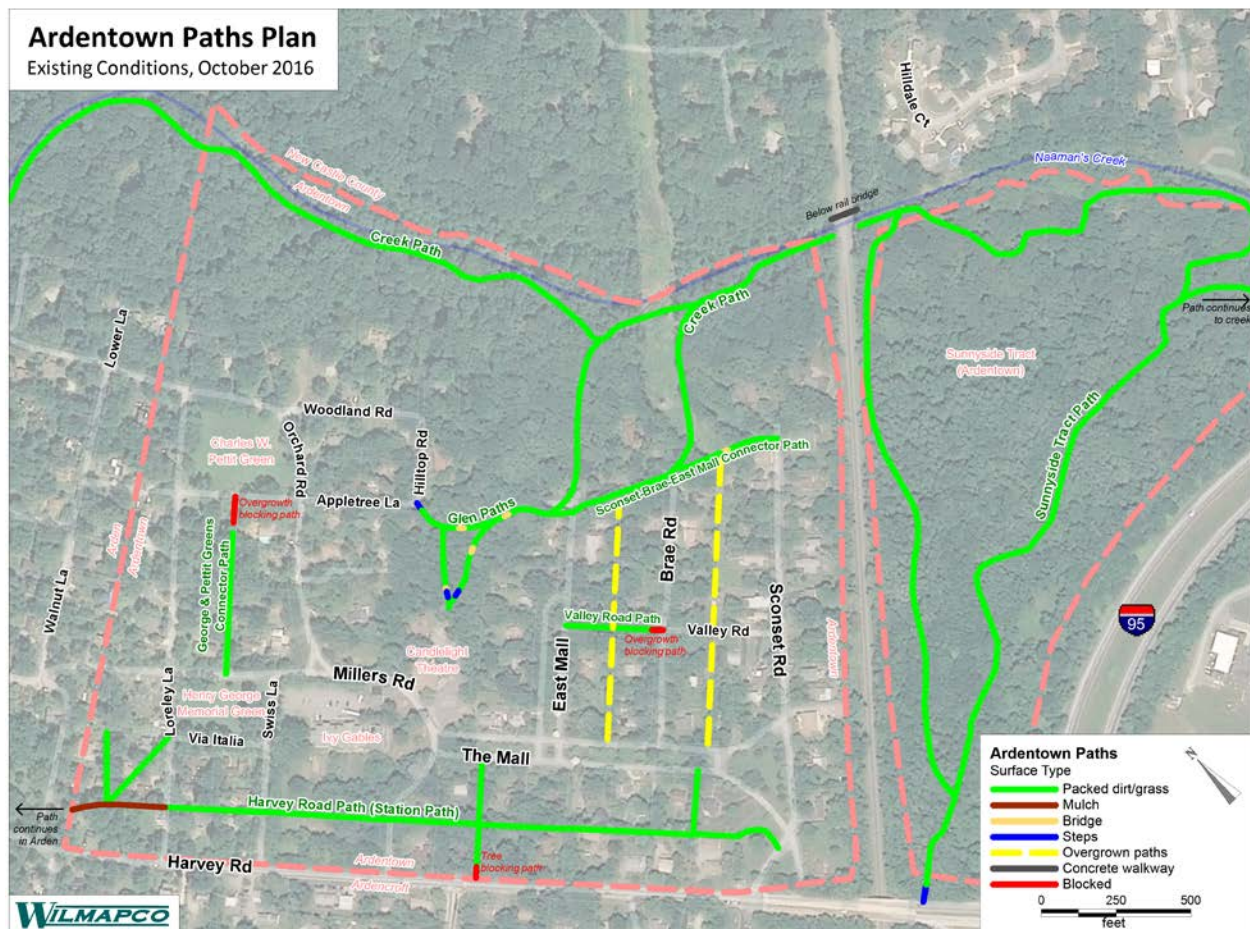 Ardentown Paths Plan
Existing Conditions, October 2016
Hilldale Ct
New Castle County
Ardentown
Naaman's Creek
Below rail bridge
Creek Path
Creek Path
Path continues
to creek
Lower La
Sunnyside Tract
(Ardentown)
Woodland Rd
Charles W.
Pettit Green
Orchard Rd
Hilltop Rd
Sconset-Brae-East Mall Connector Path
Appletree La
Overgrowth
blocking path
Glen Paths
Sunnyside Tract Path
Arden
Ardentown
George & Pettit Greens
Connector Path
Brae Rd
Walnut La
Valley Road Path
Valley Rd
Overgrowth
blocking path
Sconset Rd
95
Ardentown
Candlelight
Theatre
Millers Rd
East Mall
Henry George
Memorial Green
Loreley La
Swiss La
Via Italia
Ivy Gables
The Mall
Harvey Road Path (Station Path)
Path
continues
in Arden
Harvey Rd
Tree
blocking path
Ardentown
Ardencroft
N
Ardentown Paths
Surface Type
Packed dirt/grass
Mulch
Bridge
Steps
Overgrown paths
Concrete walkway
Blocked
0 250 500
feet
WILMAPCO